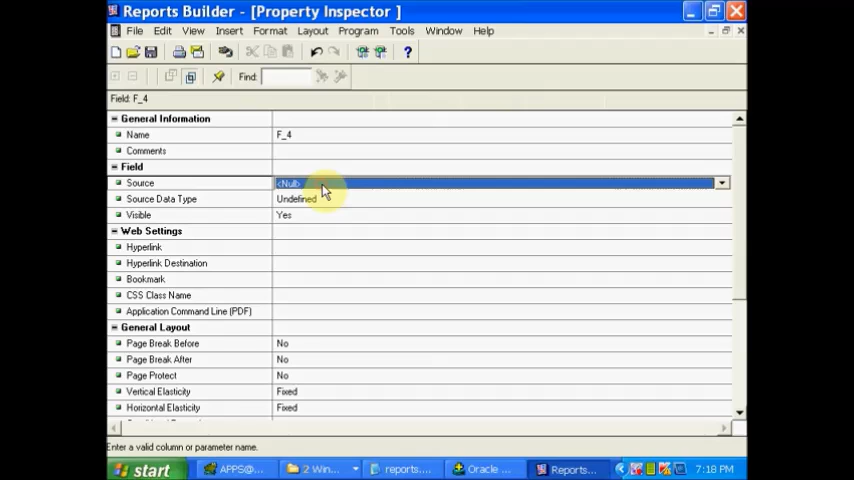 Reports Builder - [Property Inspector ]
File Edit View Insert Format Layout Program Tools Window Help
Find:
Field: F_4
General Information
Name F_4
Comments
Field
Source <Null>
Source Data Type Undefined
Visible Yes
Web Settings
Hyperlink
Hyperlink Destination
Bookmark
CSS Class Name
Application Command Line (PDF)
General Layout
Page Break Before No
Page Break After No
Page Protect No
Vertical Elasticity Fixed
Horizontal Elasticity Fixed
Enter a valid column or parameter name.
start APPS@... 2 Win... reports.... Oracle ... Reports... 7:18 PM